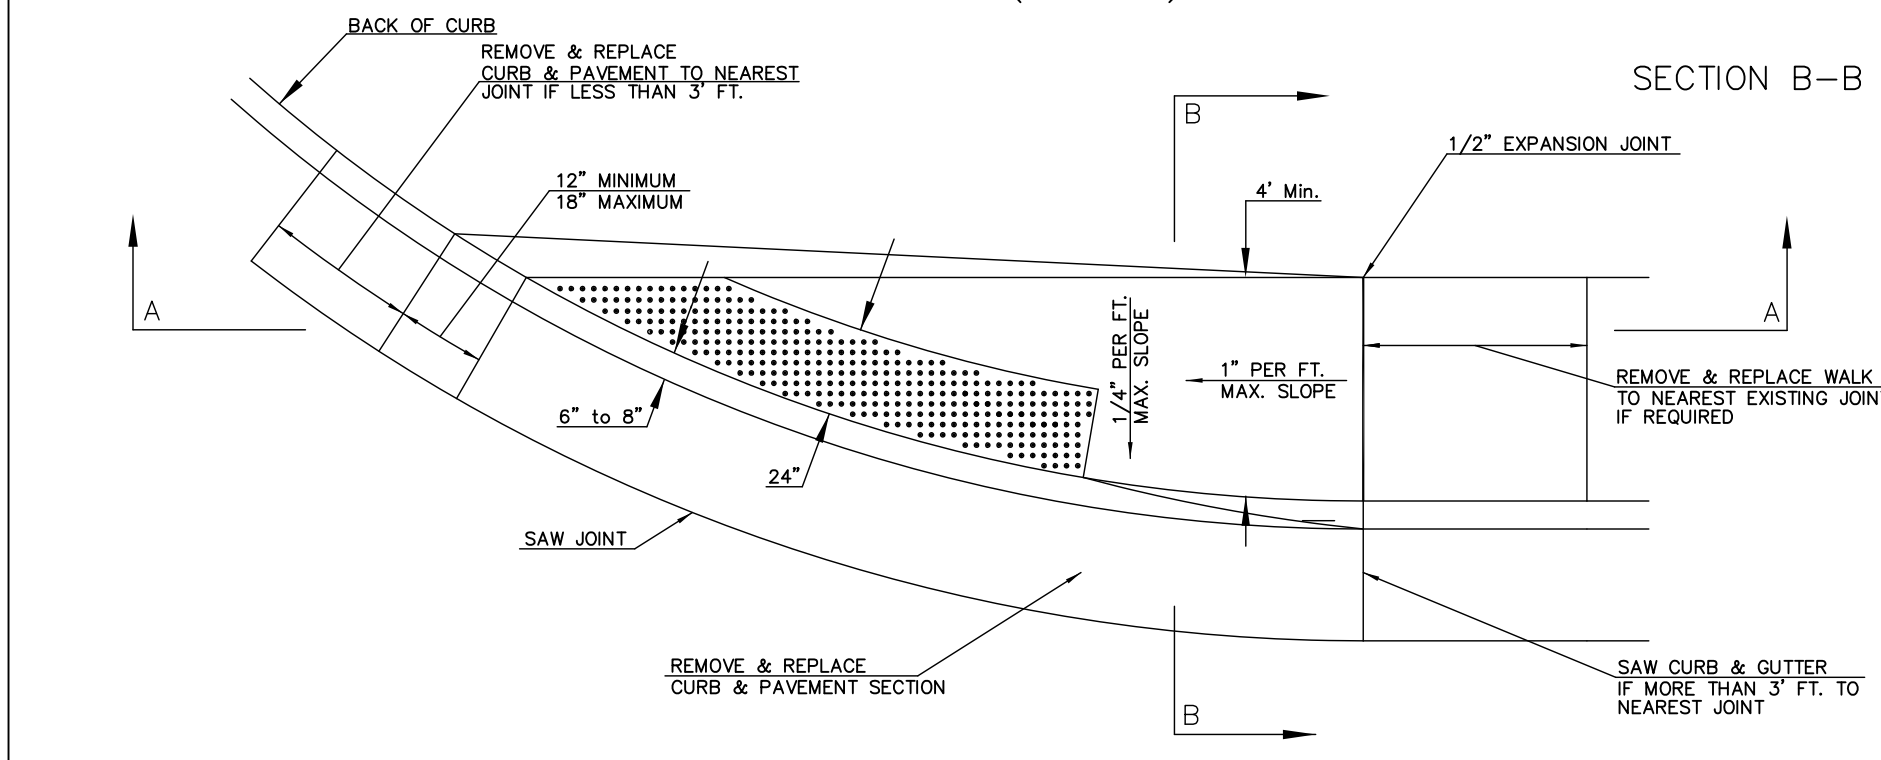 BACK OF CURB
REMOVE & REPLACE
CURB & PAVEMENT TO NEAREST
JOINT IF LESS THAN 3' FT.
SECTION B-B
B
1/2" EXPANSION JOINT
12" MINIMUM
18" MAXIMUM
4' Min.
A
A
1/4" PER FT.
MAX. SLOPE
1" PER FT.
MAX. SLOPE
REMOVE & REPLACE WALK
TO NEAREST EXISTING JOIN
IF REQUIRED
6" to 8"
24"
SAW JOINT
REMOVE & REPLACE
CURB & PAVEMENT SECTION
SAW CURB & GUTTER
IF MORE THAN 3' FT. TO
NEAREST JOINT
B